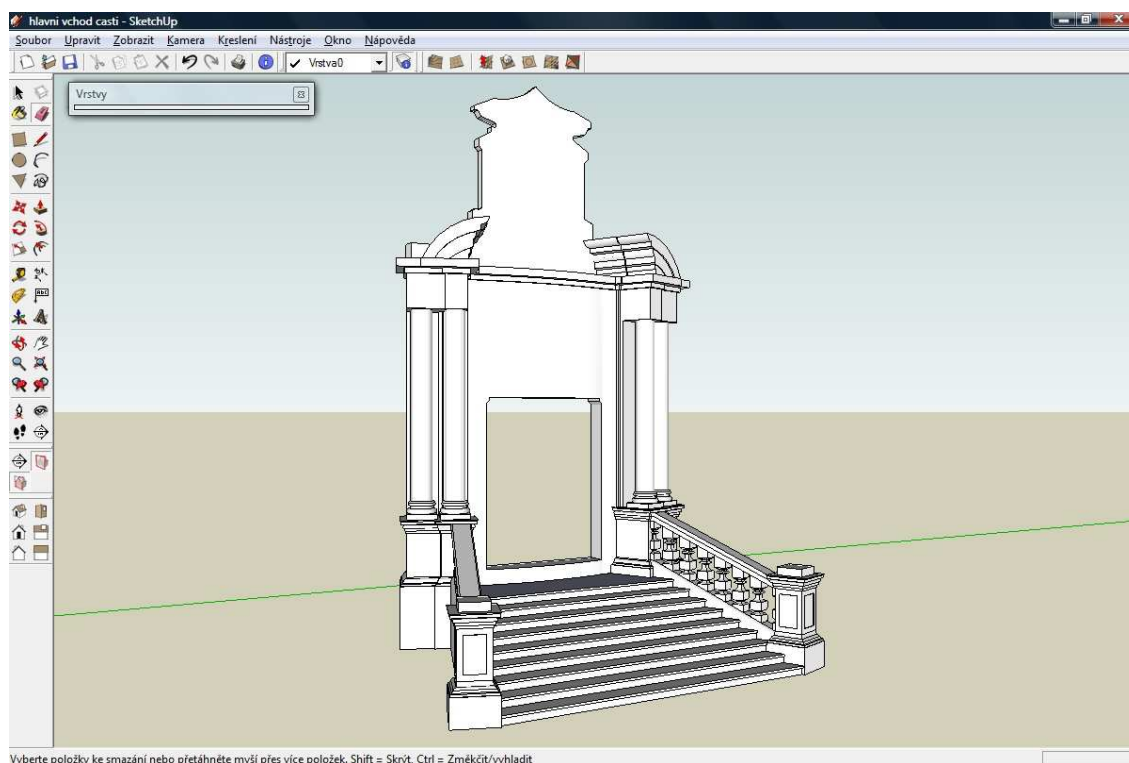 hlavni vchod casti - SketchUp
Soubor Upravit Zobrazit Kamera Kreslení Nástroje Okno Nápověda
Vrstva0
Vrstvy
Vyberte položky ke smazání nebo přetáhněte myší přes více položek. Shift = Skrýt, Ctrl = Změkčit/vyhladit